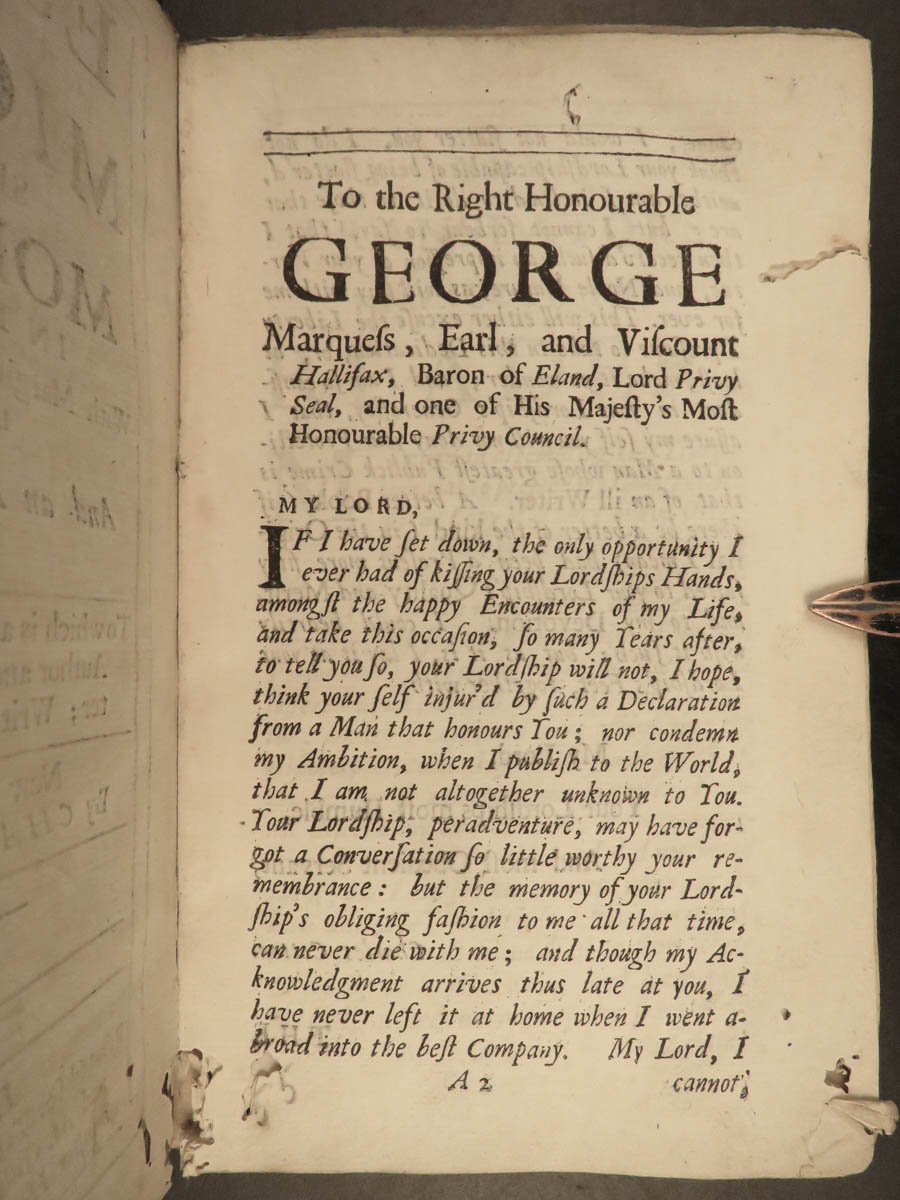 To the Right Honourable
GEORGE
Marqueſs, Earl, and Viſcount
Hallifax, Baron of Eland, Lord Privy
Seal, and one of His Majeſty's Moſt
Honourable Privy Council.
MY LORD,
IF I have ſet down, the only opportunity I
ever had of kiſſing your Lordſhips Hands,
amongſt the happy Encounters of my Life,
and take this occaſion, ſo many Years after,
to tell you ſo, your Lordſhip will not, I hope,
think your ſelf injur'd by ſuch a Declaration
from a Man that honours You; nor condemn
my Ambition, when I publiſh to the World,
that I am not altogether unknown to You.
Your Lordſhip, peradventure, may have for-
got a Converſation ſo little worthy your re-
membrance: but the memory of your Lord-
ſhip's obliging faſhion to me all that time,
can never die with me; and though my Ac-
knowledgment arrives thus late at you, I
have never left it at home when I went a-
broad into the beſt Company. My Lord, I
A 2 cannot,